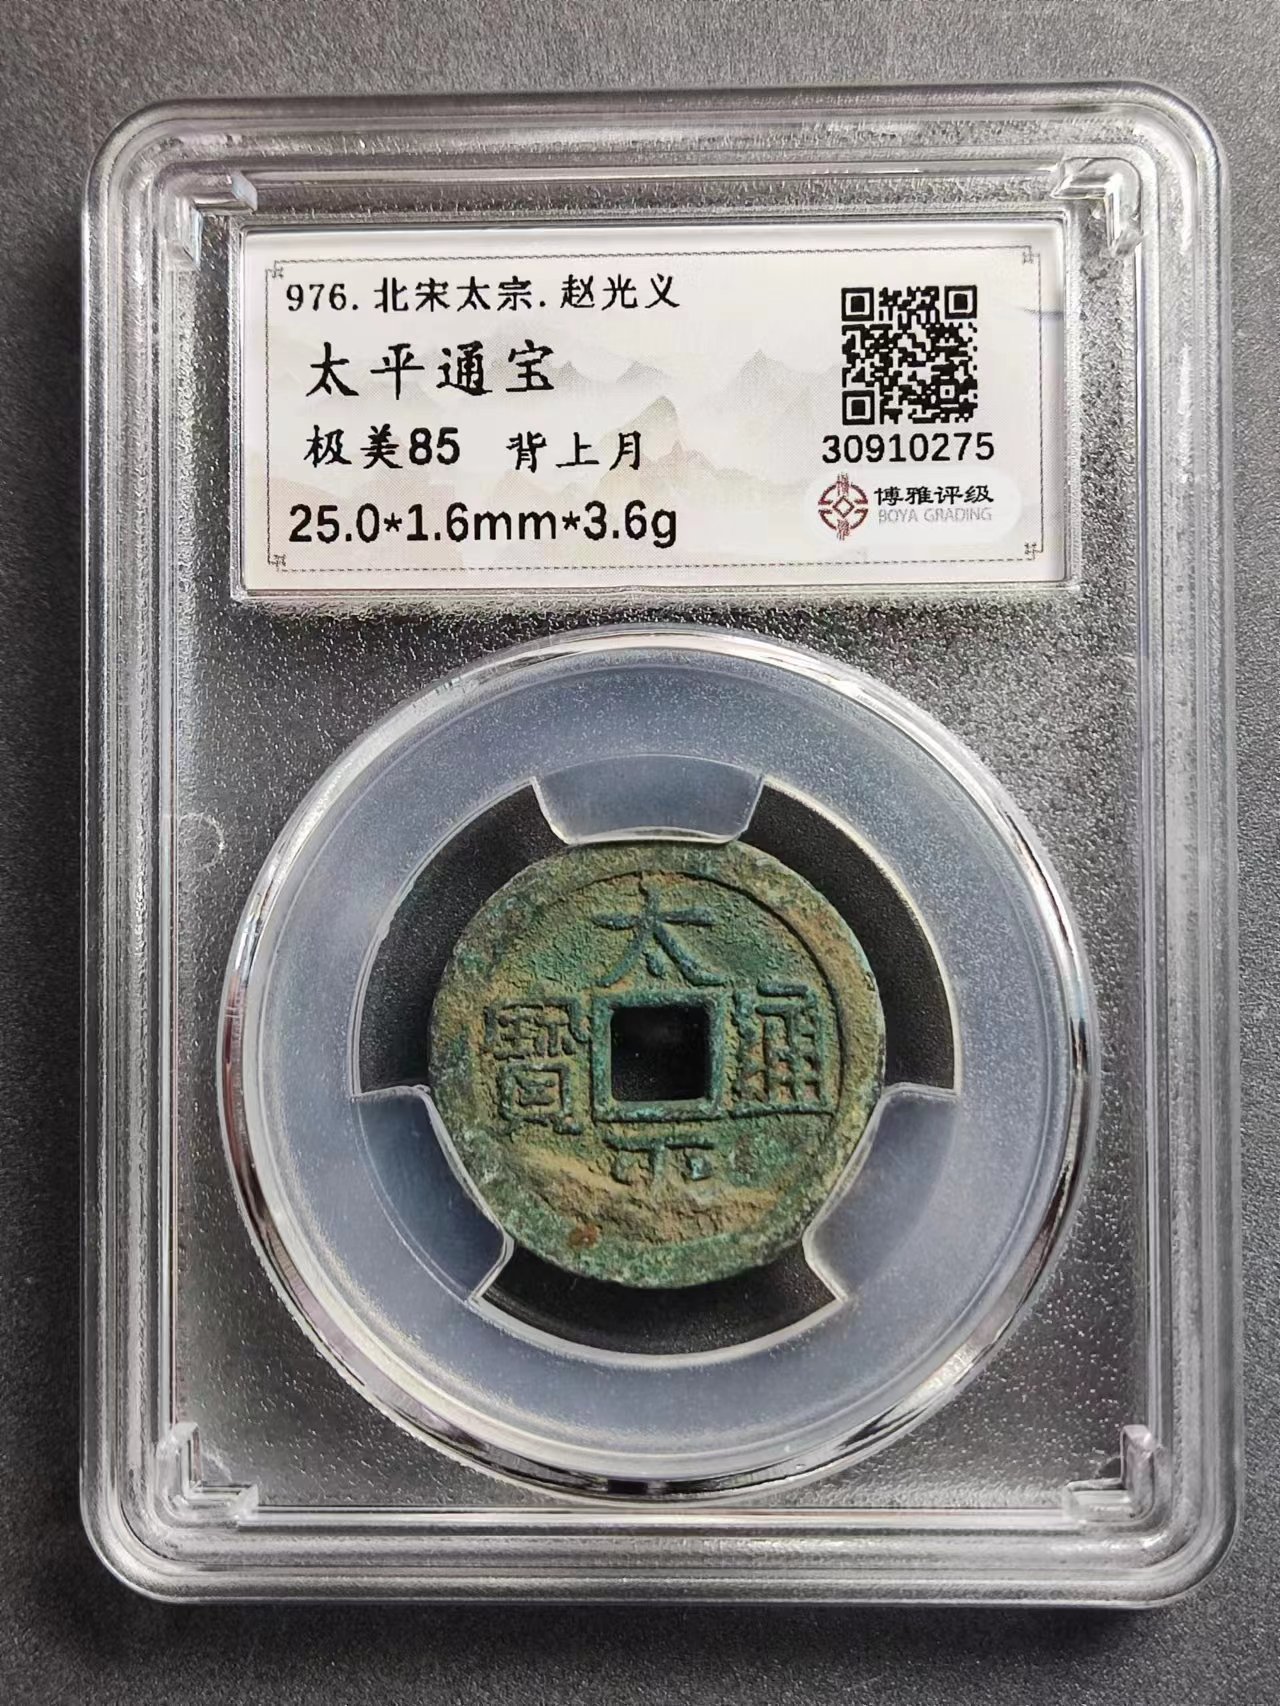 976.北宋太宗.赵光义
太平通宝
极美85 背上月
25.0*1.6mm*3.6g
30910275
博雅评级
BOYA GRADING
太平通寶